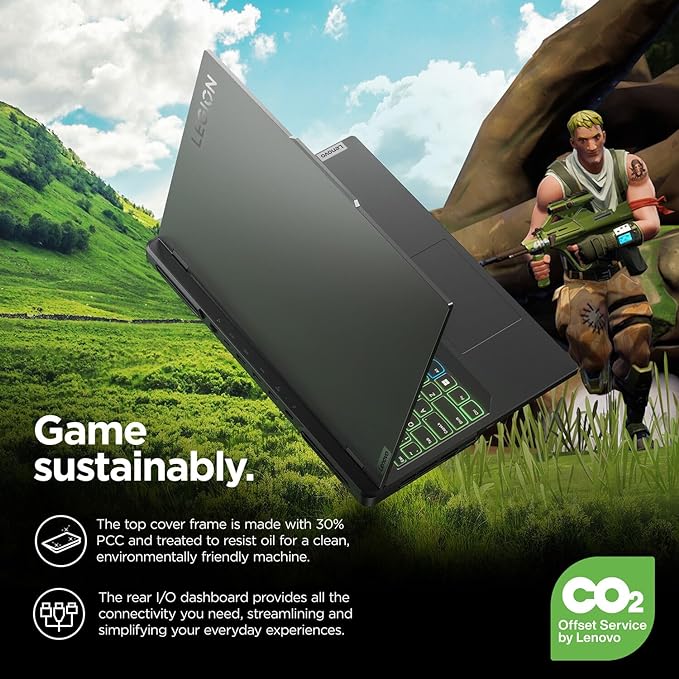 LEGION
Lenovo
Lenovo
Game
sustainably.
The top cover frame is made with 30%
PCC and treated to resist oil for a clean,
environmentally friendly machine.
The rear I/O dashboard provides all the
connectivity you need, streamlining and
simplifying your everyday experiences.
CO2
Offset Service
by Lenovo